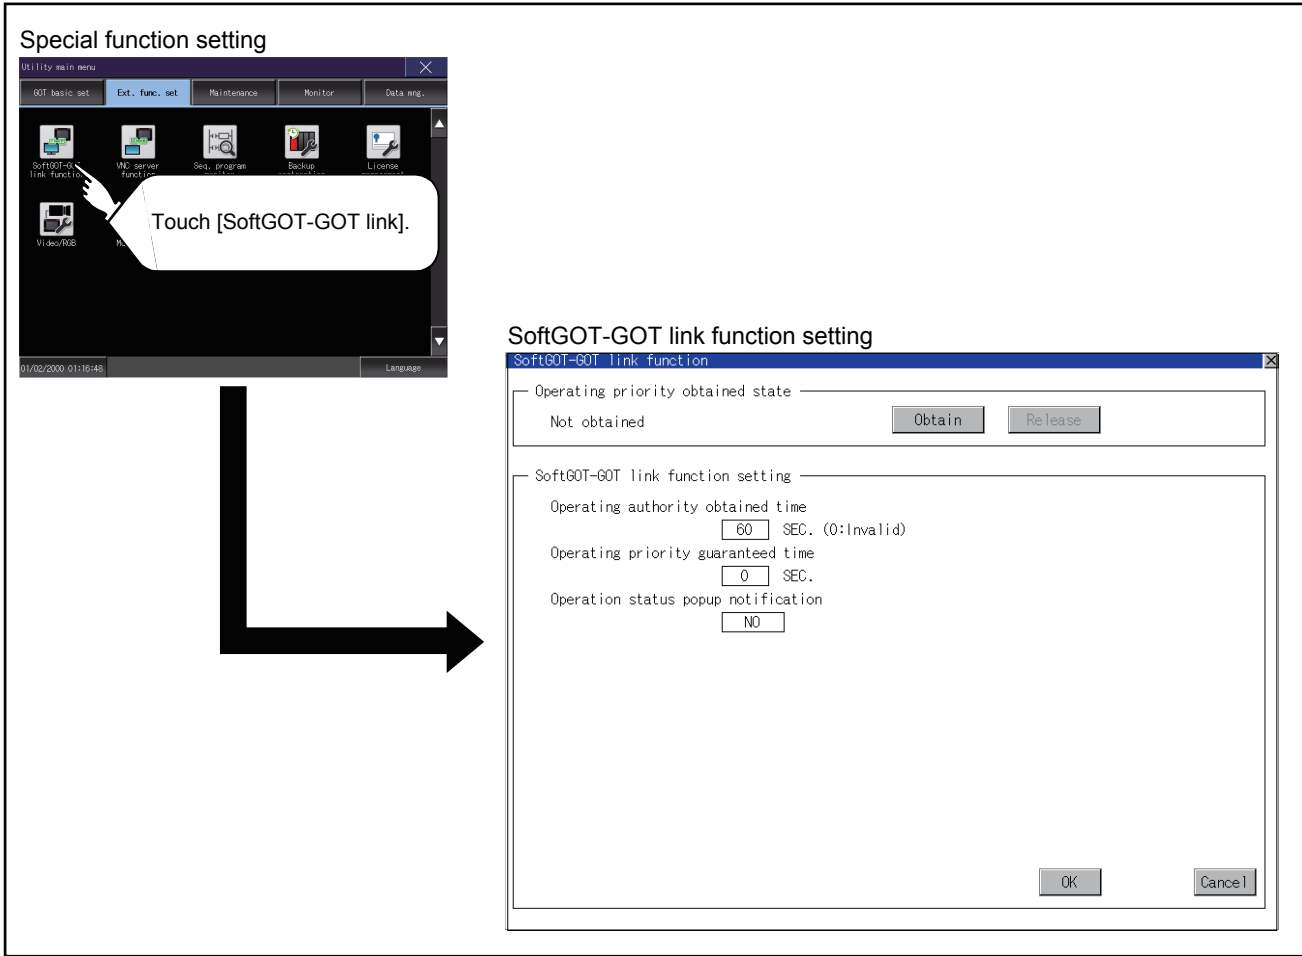 Special function setting
Utility main menu
GOT basic set
Ext. func. set
Maintenance
Monitor
Data mng.
VNC server
Seq. program
Backup
License
link
Touch [SoftGOT-GOT link].
Video/RGB
01/02/2000 01:16:48
Language
SoftGOT-GOT link function setting
SoftGOT-GOT link function
Operating priority obtained state
Not obtained
Obtain
Release
SoftGOT-GOT link function setting
Operating authority obtained time
60 SEC. (0:Invalid)
Operating priority guaranteed time
0 SEC.
Operation status popup notification
NO
OK
Cancel